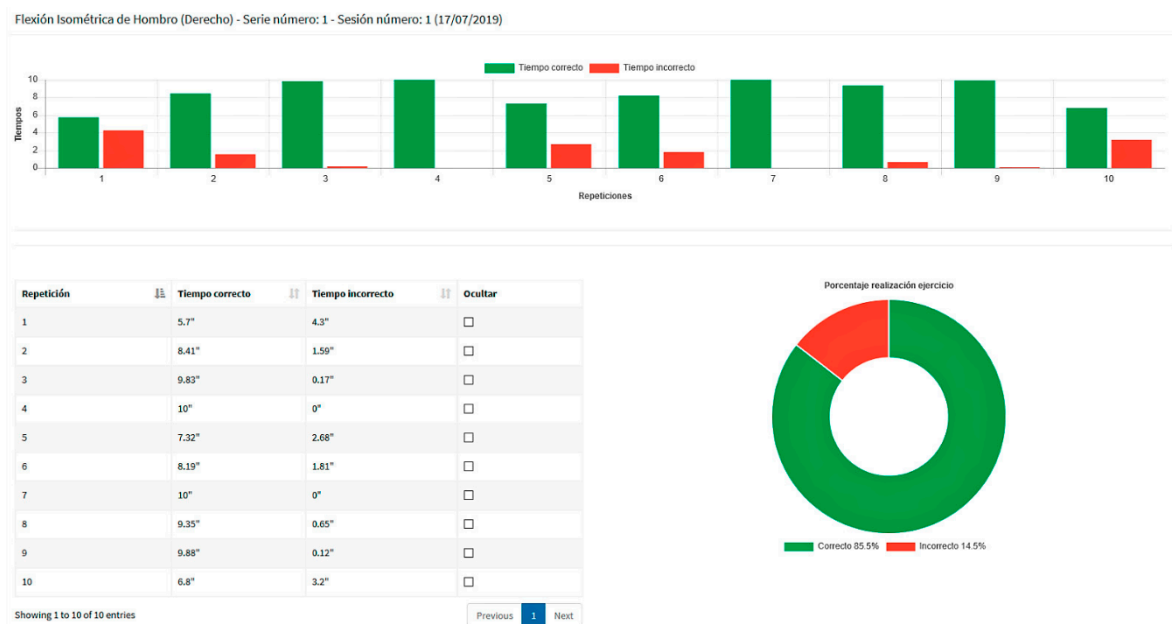 Flexión Isométrica de Hombro (Derecho) - Serie número: 1 - Sesión número: 1 (17/07/2019)
Tiempo correcto Tiempo incorrecto
10
8
6
4
2
0
Tiempos
1 2 3 4 5 6 7 8 9 10
Repeticiones
Repetición Tiempo correcto Tiempo incorrecto Ocultar
1 5.7" 4.3"
2 8.41" 1.59"
3 9.83" 0.17"
4 10" 0"
5 7.32" 2.68"
6 8.19" 1.81"
7 10" 0"
8 9.35" 0.65"
9 9.88" 0.12"
10 6.8" 3.2"
Showing 1 to 10 of 10 entries
Previous 1 Next
Porcentaje realización ejercicio
Correcto 85.5% Incorrecto 14.5%